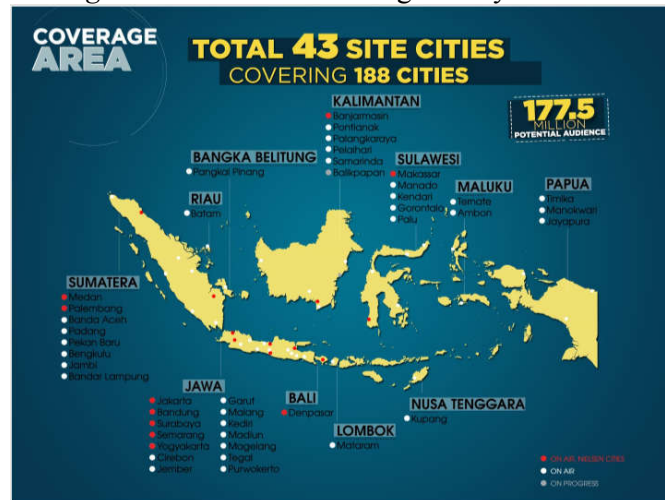 COVERAGE
AREA
TOTAL 43 SITE CITIES
COVERING 188 CITIES
177.5
MILLION
POTENTIAL AUDIENCE
KALIMANTAN
Banjarmasin
Pontianak
Palangkaraya
Pelaihari
Samarinda
Balikpapan
BANGKA BELITUNG
Pangkal Pinang
SULAWESI
Makassar
Manado
Kendari
Gorontalo
Palu
RIAU
Batam
MALUKU
Ternate
Ambon
PAPUA
Timika
Manokwari
Jayapura
SUMATERA
Medan
Palembang
Banda Aceh
Padang
Pekan Baru
Bengkulu
Jambi
Bandar Lampung
JAWA
Jakarta
Bandung
Surabaya
Semarang
Yogyakarta
Cirebon
Jember
Garut
Malang
Kediri
Madiun
Magelang
Tegal
Purwokerto
BALI
Denpasar
LOMBOK
Mataram
NUSA TENGGARA
Kupang
ON AIR, NIELSEN CITIES
ON AIR
ON PROGRESS